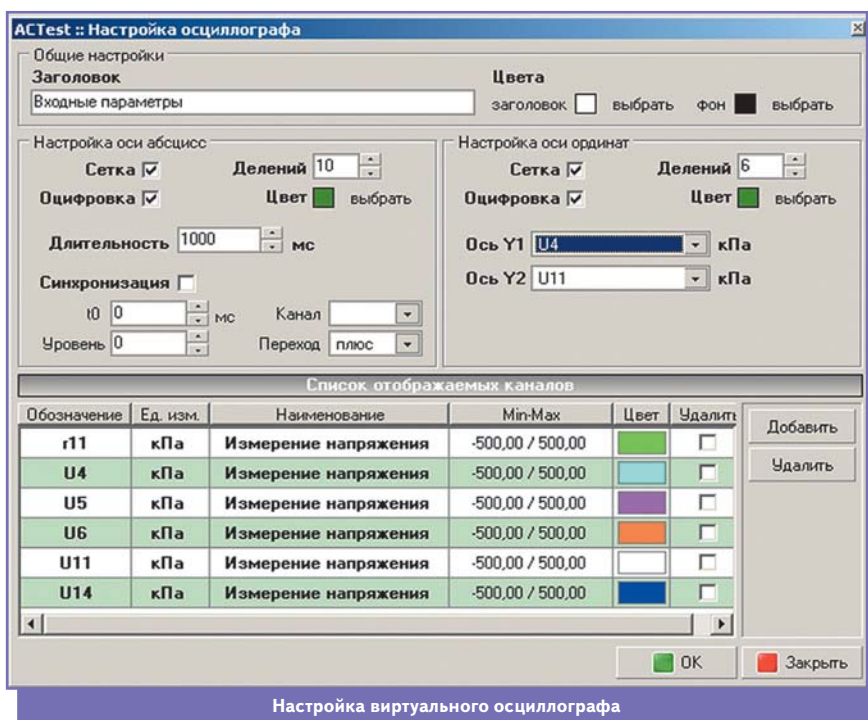 ACTest :: Настройка осциллографа
Общие настройки
Заголовок
Цвета
Входные параметры
заголовок выбрать фон выбрать
Настройка оси абсцисс
Сетка Делений 10
Оцифровка Цвет выбрать
Длительность 1000 мс
Синхронизация
t0 0 мс Канал
Уровень 0 Переход плюс
Настройка оси ординат
Сетка Делений 6
Оцифровка Цвет выбрать
Ось Y1 U4 кПа
Ось Y2 U11 кПа
Список отображаемых каналов
Обозначение Ед. изм. Наименование Min-Max Цвет Удалить
r11 кПа Измерение напряжения -500,00 / 500,00
U4 кПа Измерение напряжения -500,00 / 500,00
U5 кПа Измерение напряжения -500,00 / 500,00
U6 кПа Измерение напряжения -500,00 / 500,00
U11 кПа Измерение напряжения -500,00 / 500,00
U14 кПа Измерение напряжения -500,00 / 500,00
Добавить
Удалить
OK Закрыть
Настройка виртуального осциллографа